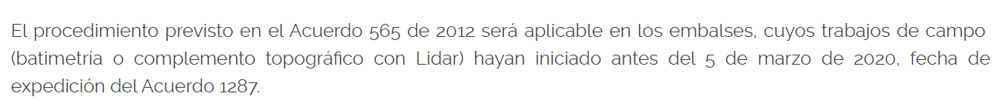 El procedimiento previsto en el Acuerdo 565 de 2012 será aplicable en los embalses, cuyos trabajos de campo
(batimetría o complemento topográfico con Lidar) hayan iniciado antes del 5 de marzo de 2020, fecha de
expedición del Acuerdo 1287.